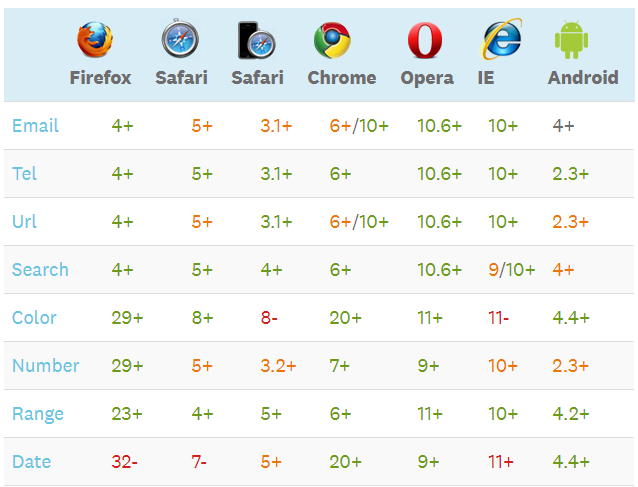 Firefox Safari Safari Chrome Opera IE Android
Email 4+ 5+ 3.1+ 6+/10+ 10.6+ 10+ 4+
Tel 4+ 5+ 3.1+ 6+ 10.6+ 10+ 2.3+
Url 4+ 5+ 3.1+ 6+/10+ 10.6+ 10+ 2.3+
Search 4+ 5+ 4+ 6+ 10.6+ 9/10+ 4+
Color 29+ 8+ 8- 20+ 11+ 11- 4.4+
Number 29+ 5+ 3.2+ 7+ 9+ 10+ 2.3+
Range 23+ 4+ 5+ 6+ 11+ 10+ 4.2+
Date 32- 7- 5+ 20+ 9+ 11+ 4.4+